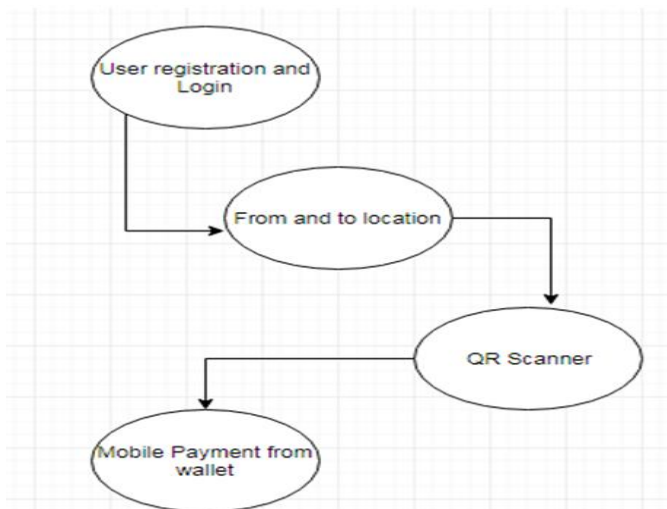 User registration and
Login
From and to location
QR Scanner
Mobile Payment from
wallet